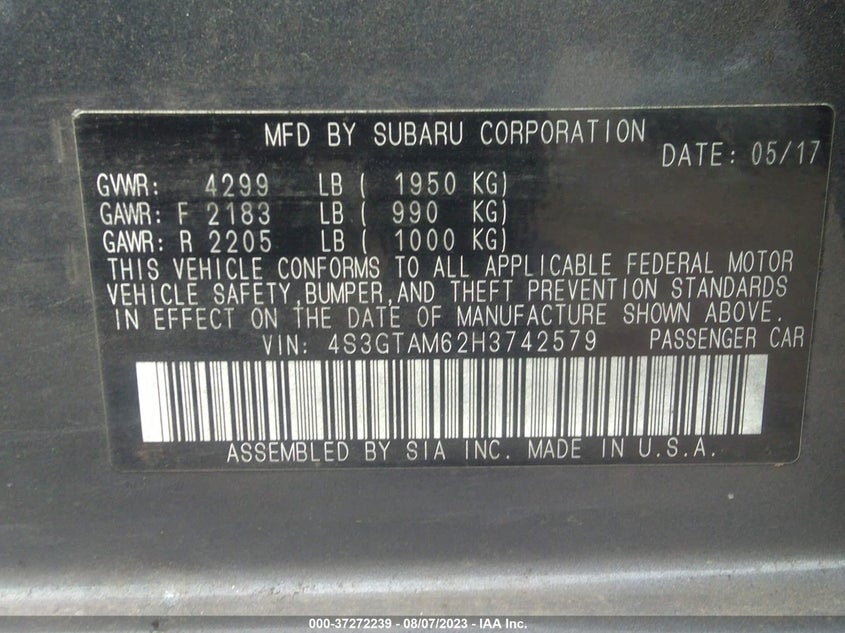 MFD BY SUBARU CORPORATION
DATE: 05/17
GVWR: 4299 LB ( 1950 KG)
GAWR: F 2183 LB ( 990 KG)
GAWR: R 2205 LB ( 1000 KG)
THIS VEHICLE CONFORMS TO ALL APPLICABLE FEDERAL MOTOR
VEHICLE SAFETY,BUMPER,AND THEFT PREVENTION STANDARDS
IN EFFECT ON THE DATE OF MANUFACTURE SHOWN ABOVE.
VIN: 4S3GTAM62H3742579 PASSENGER CAR
ASSEMBLED BY SIA INC. MADE IN U.S.A.
000-37272239 - 08/07/2023 - IAA Inc.